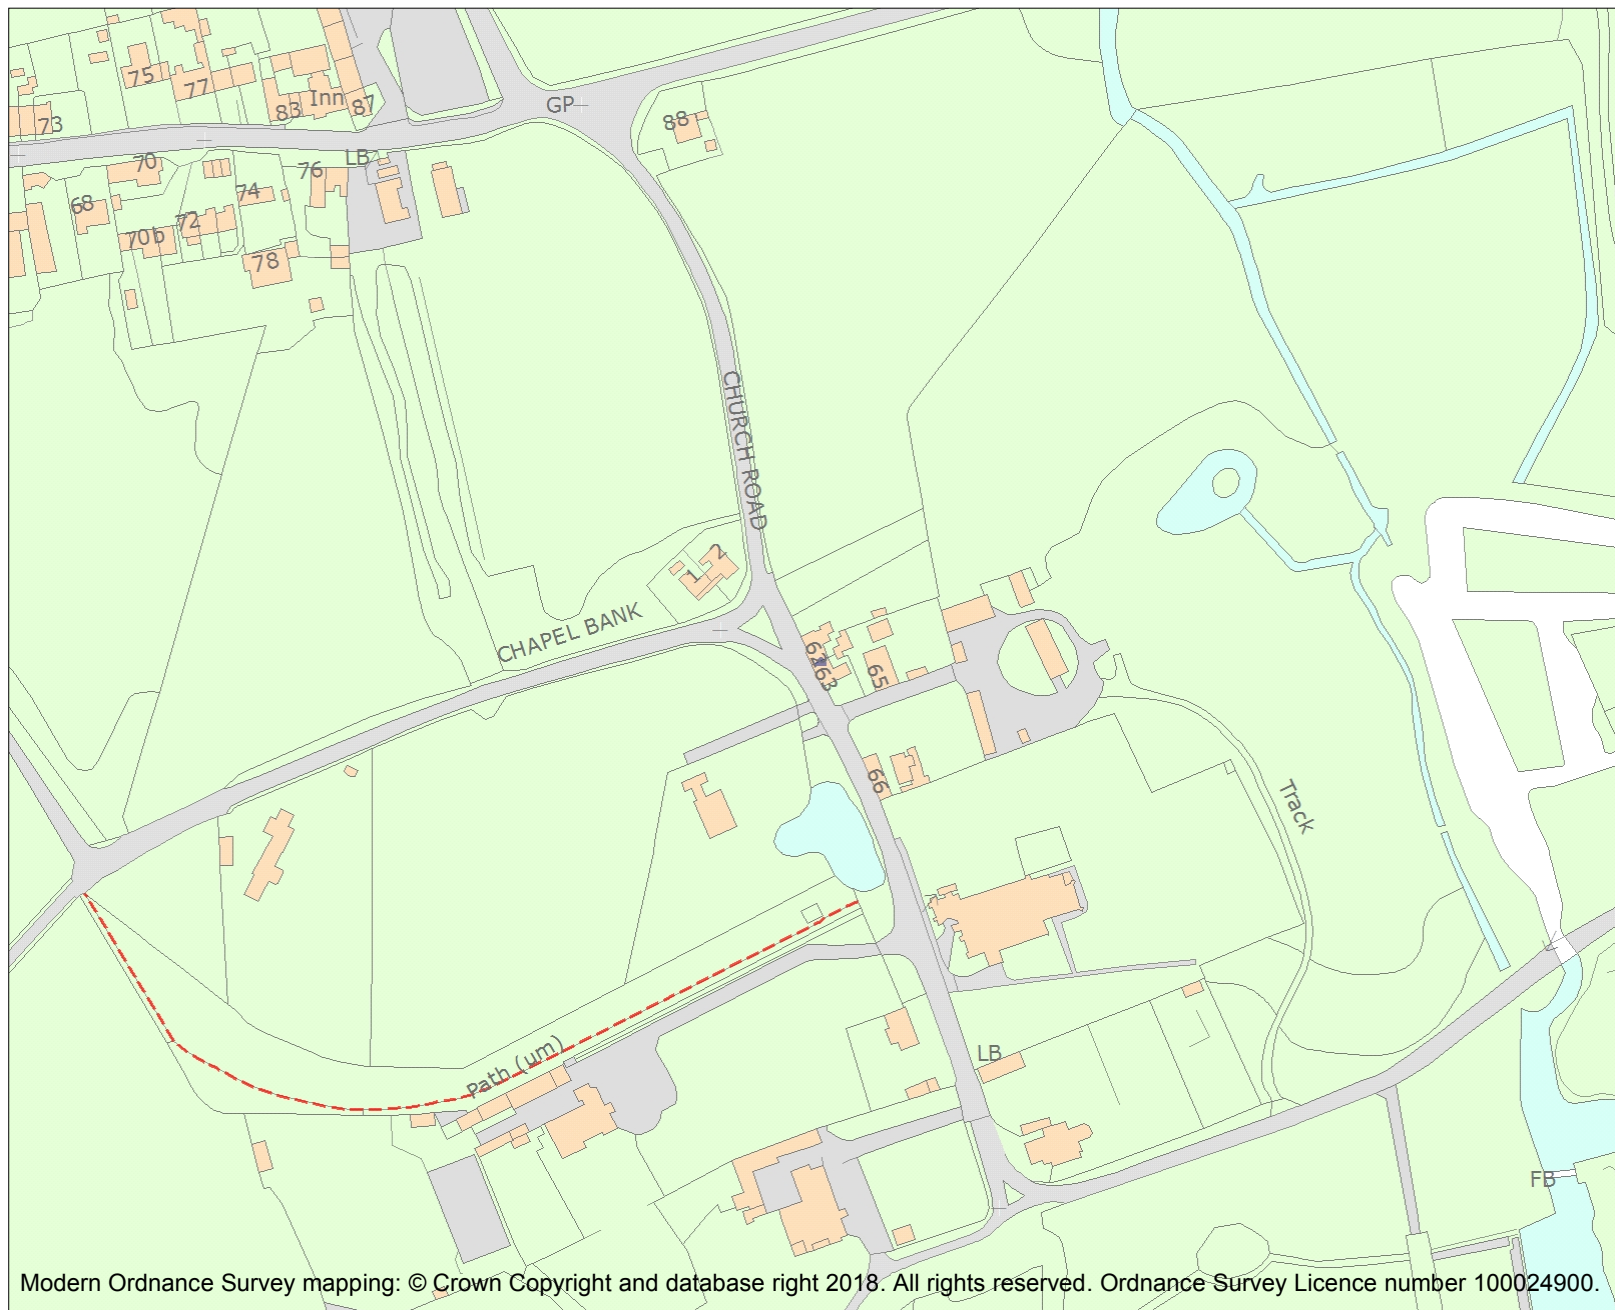 75
77
83
Inn
87
73
GP
88
70
76
LB
68
74
72
70b
78
CHURCH ROAD
1
2
CHAPEL BANK
63
65
66
Track
Path (um)
LB
FB
Modern Ordnance Survey mapping: © Crown Copyright and database right 2018. All rights reserved. Ordnance Survey Licence number 100024900.